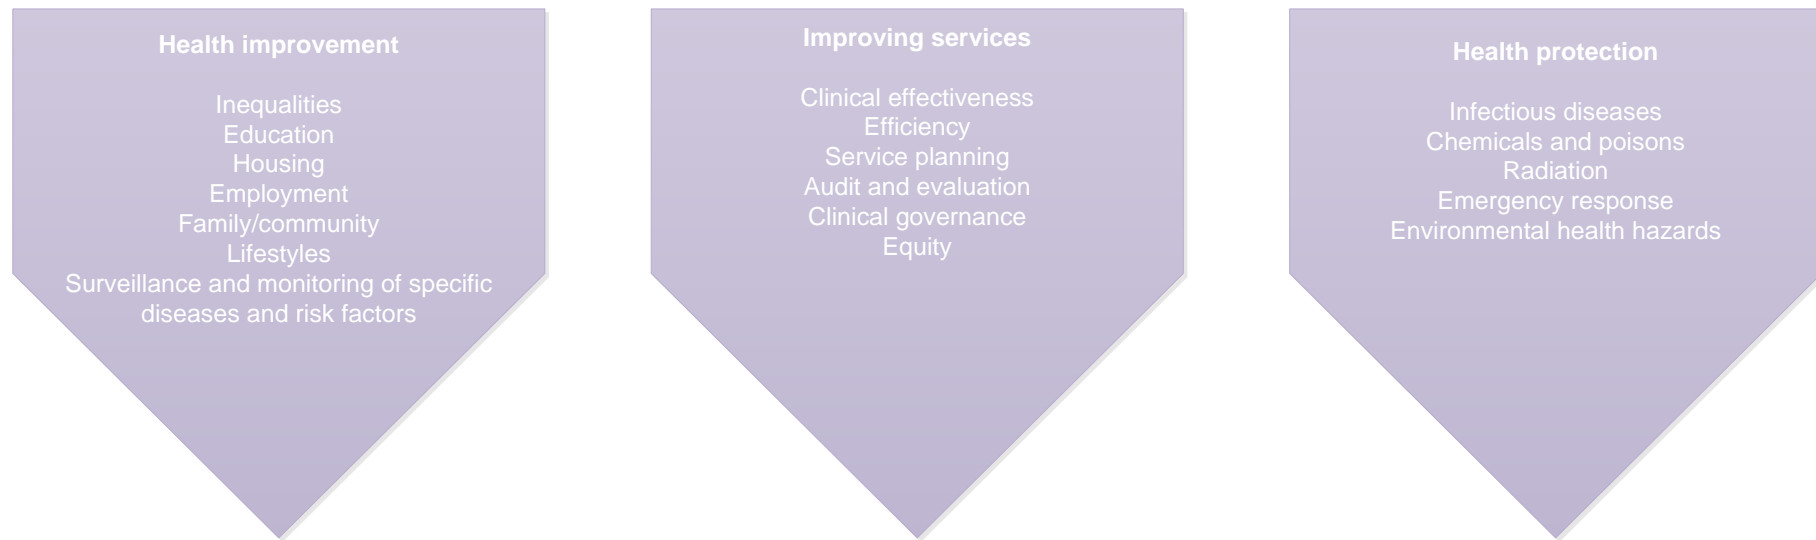 Health improvement
Inequalities
Education
Housing
Employment
Family/community
Lifestyles
Surveillance and monitoring of specific
diseases and risk factors
Improving services
Clinical effectiveness
Efficiency
Service planning
Audit and evaluation
Clinical governance
Equity
Health protection
Infectious diseases
Chemicals and poisons
Radiation
Emergency response
Environmental health hazards